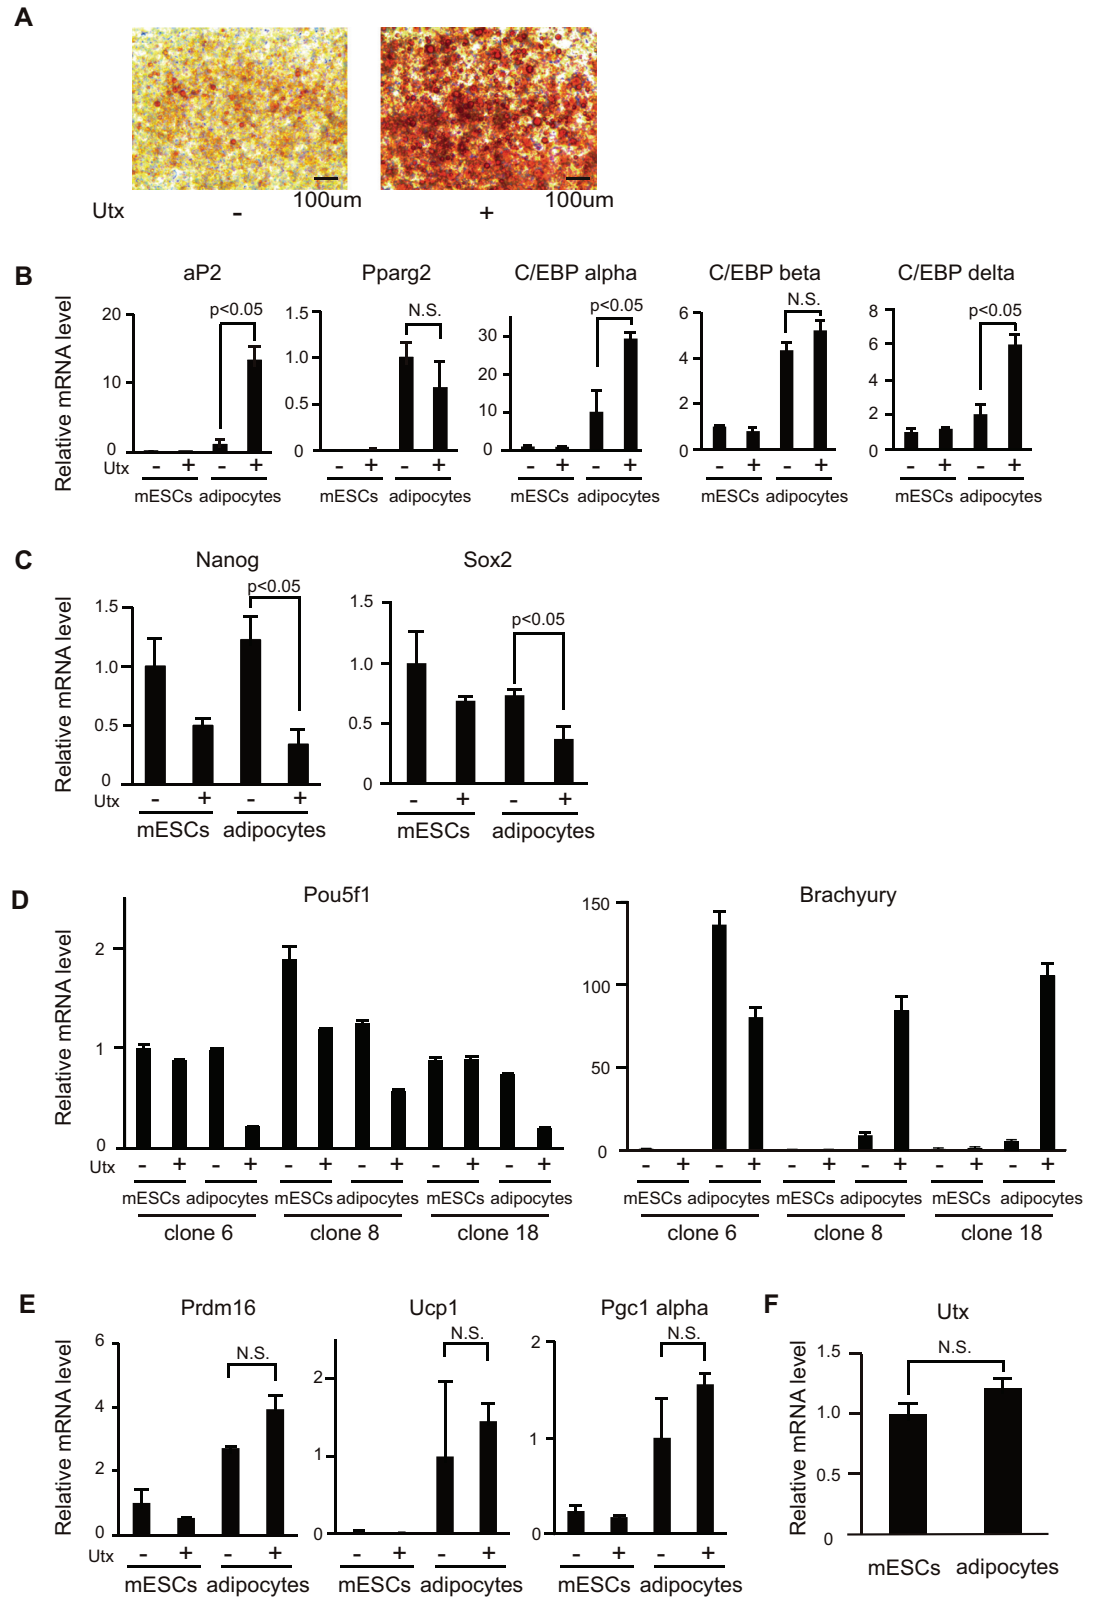 A
100um 100um
Utx - +
B
aP2 Pparg2 C/EBP alpha C/EBP beta C/EBP delta
Relative mRNA level
20 10 0
p<0.05
1.5 1.0 0.5 0
N.S.
30 20 10 0
p<0.05
6 4 2 0
N.S.
8 6 4 2 0
p<0.05
Utx - + - + - + - + - + - + - + - + - + - +
mESCs adipocytes mESCs adipocytes mESCs adipocytes mESCs adipocytes mESCs adipocytes
C
Nanog Sox2
Relative mRNA level
1.5 1.0 0.5 0
p<0.05
1.5 1.0 0.5 0
p<0.05
Utx - + - + - + - +
mESCs adipocytes mESCs adipocytes
D
Pou5f1 Brachyury
Relative mRNA level
2 1 0
150 100 50 0
Utx - + - + - + - + - + - + - + - + - + - + - + - +
mESCs adipocytes mESCs adipocytes mESCs adipocytes mESCs adipocytes mESCs adipocytes mESCs adipocytes
clone 6 clone 8 clone 18 clone 6 clone 8 clone 18
E
Prdm16 Ucp1 Pgc1 alpha
Relative mRNA level
6 4 2 0
N.S.
2 1 0
N.S.
2 1 0
N.S.
Utx - + - + - + - + - + - +
mESCs adipocytes mESCs adipocytes mESCs adipocytes
F
Utx
Relative mRNA level
1.5 1.0 0.5 0
N.S.
mESCs adipocytes